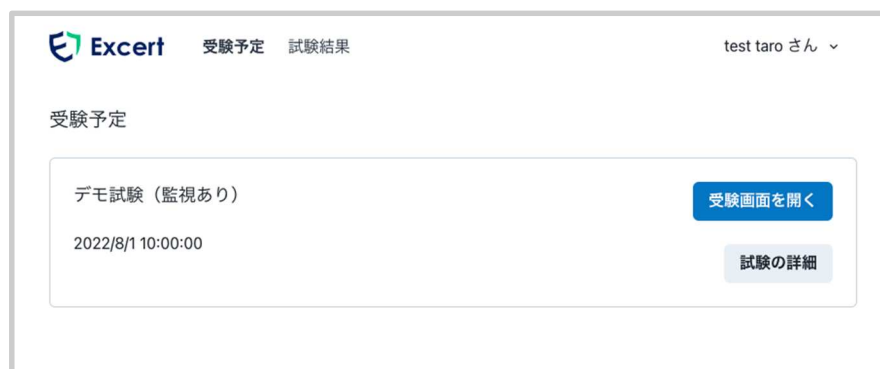 Excert 受験予定 試験結果 test taro さん
受験予定
デモ試験（監視あり）
受験画面を開く
2022/8/1 10:00:00
試験の詳細